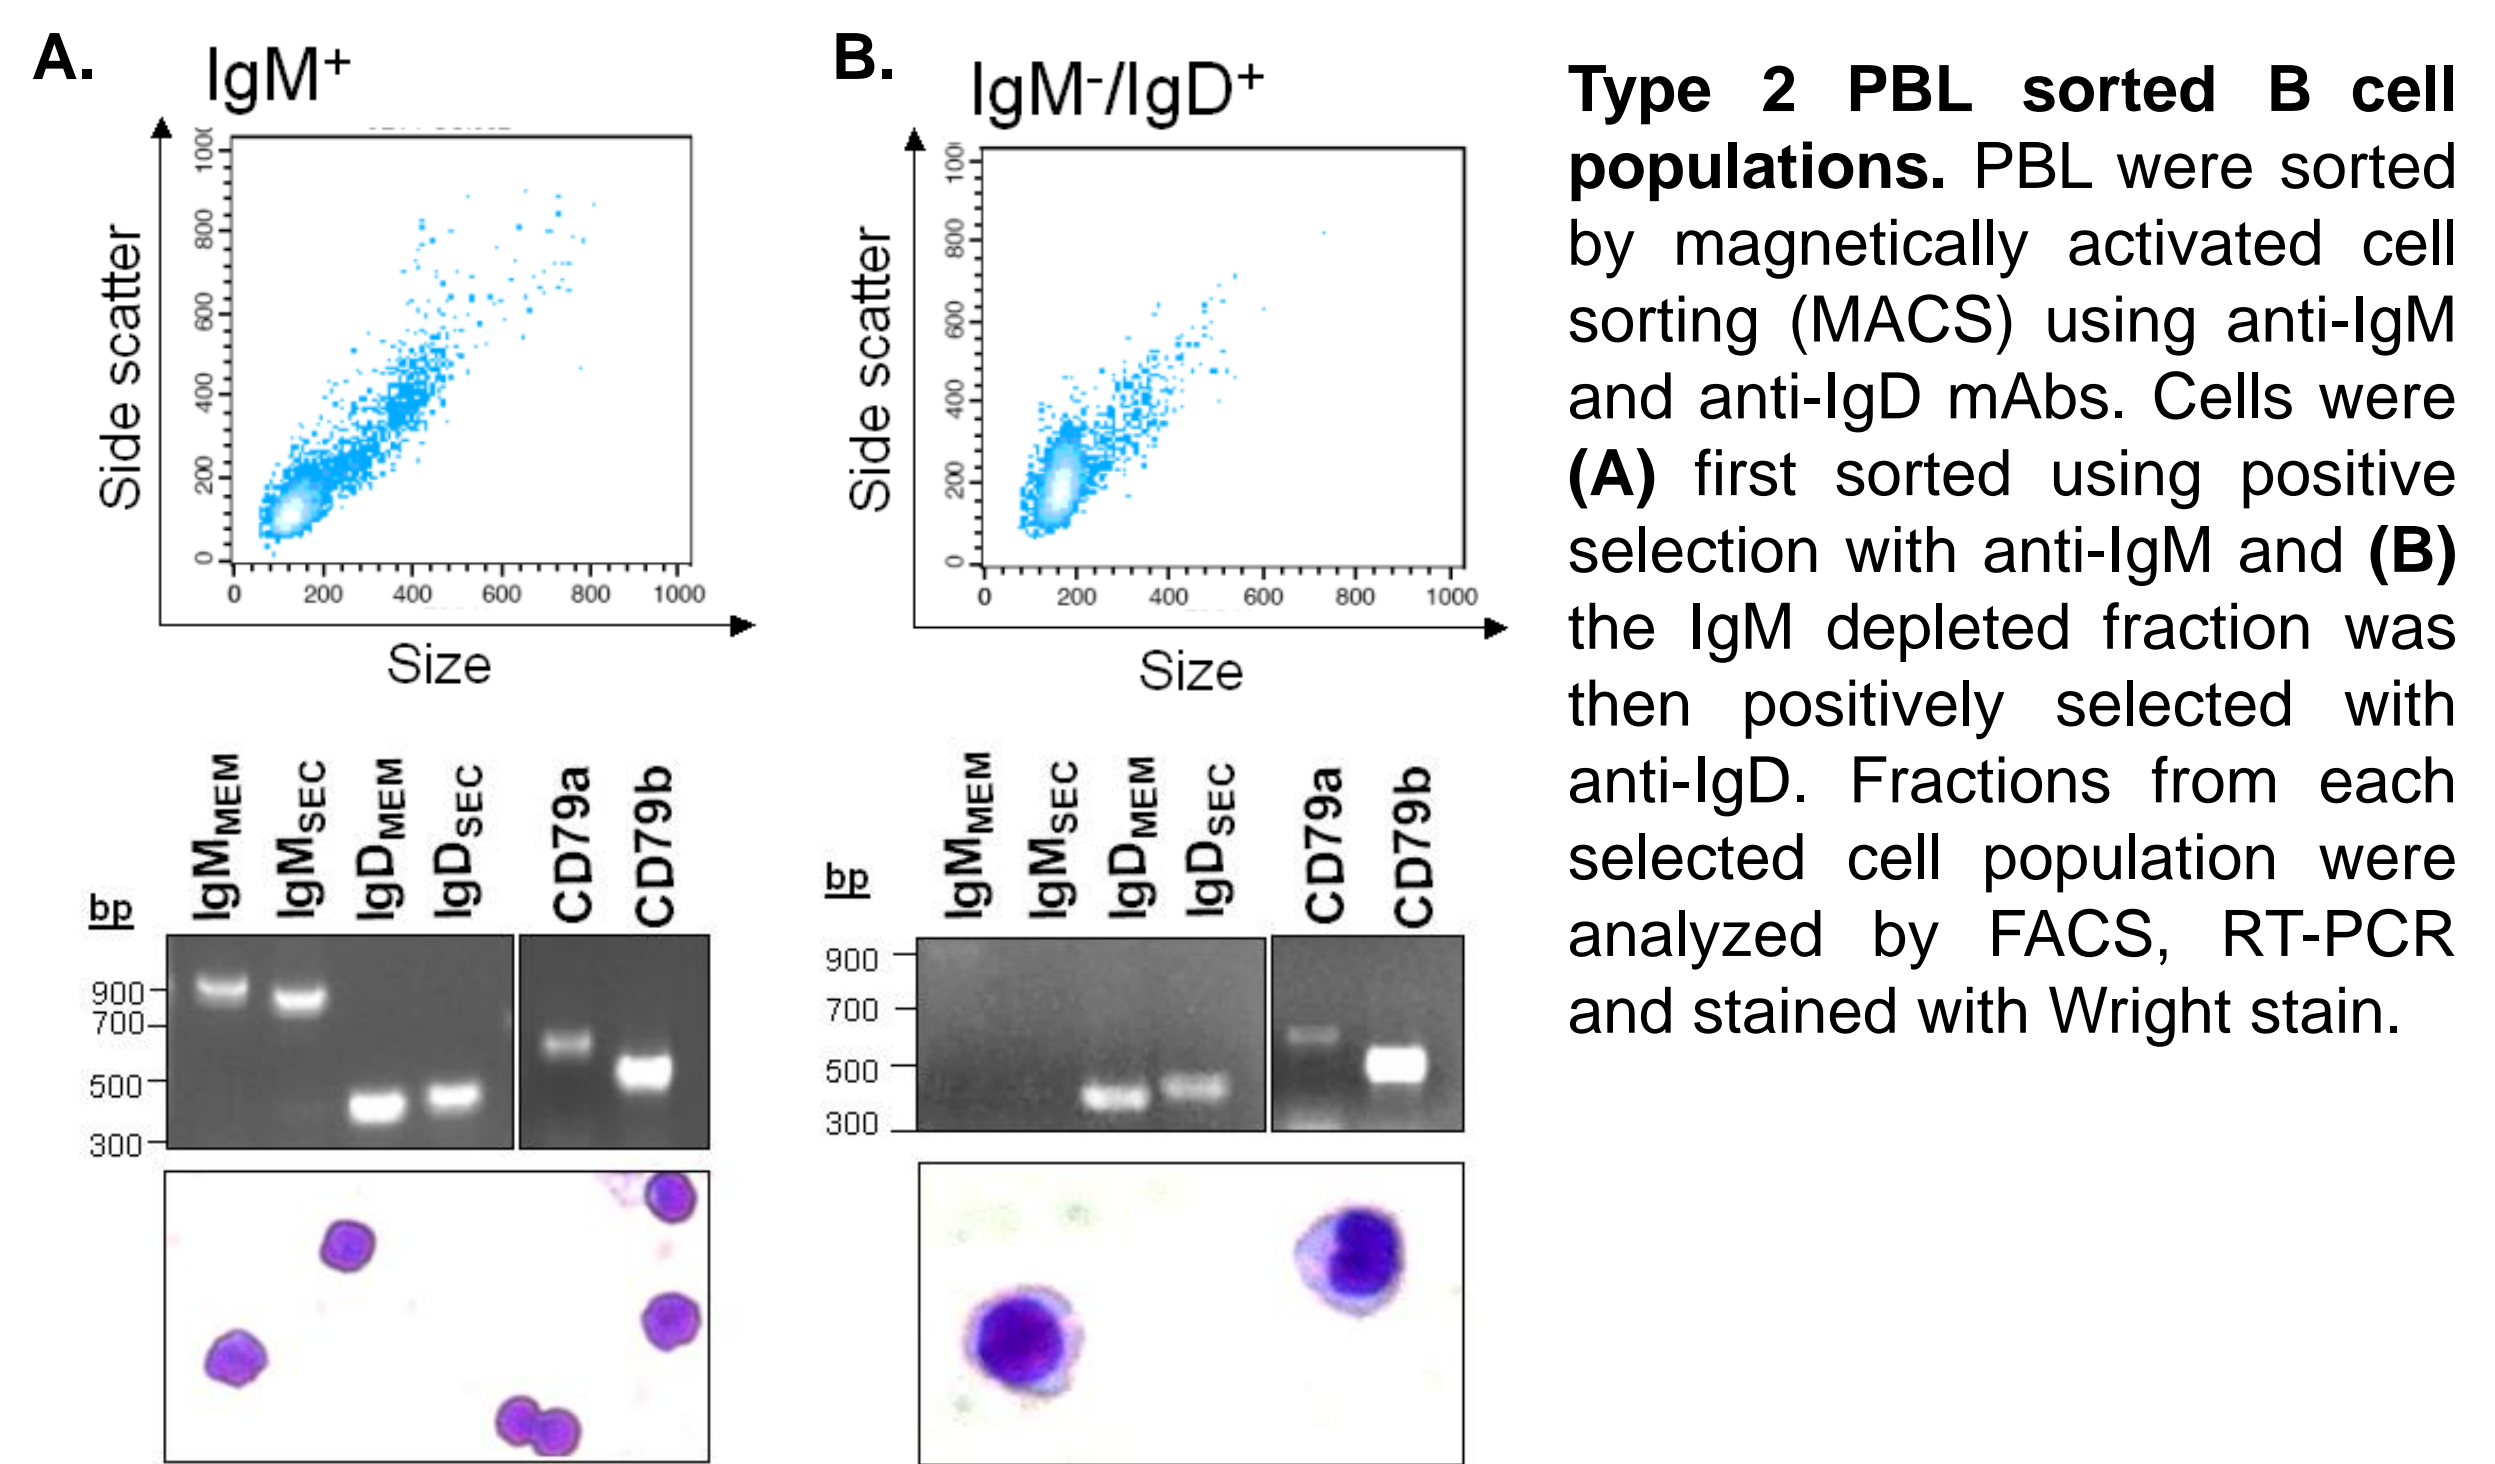 A.
IgM+
Side scatter
1000
800
600
400
200
0
0 200 400 600 800 1000
Size
IgMMEM
IgMSEC
IgDMEM
IgDSEC
CD79a
CD79b
bp
900
700
500
300
B.
IgM-/IgD+
Side scatter
800
600
400
200
0
0 200 400 600 800 1000
Size
IgMMEM
IgMSEC
IgDMEM
IgDSEC
CD79a
CD79b
bp
900
700
500
300
Type 2 PBL sorted B cell
populations. PBL were sorted
by magnetically activated cell
sorting (MACS) using anti-IgM
and anti-IgD mAbs. Cells were
(A) first sorted using positive
selection with anti-IgM and (B)
the IgM depleted fraction was
then positively selected with
anti-IgD. Fractions from each
selected cell population were
analyzed by FACS, RT-PCR
and stained with Wright stain.